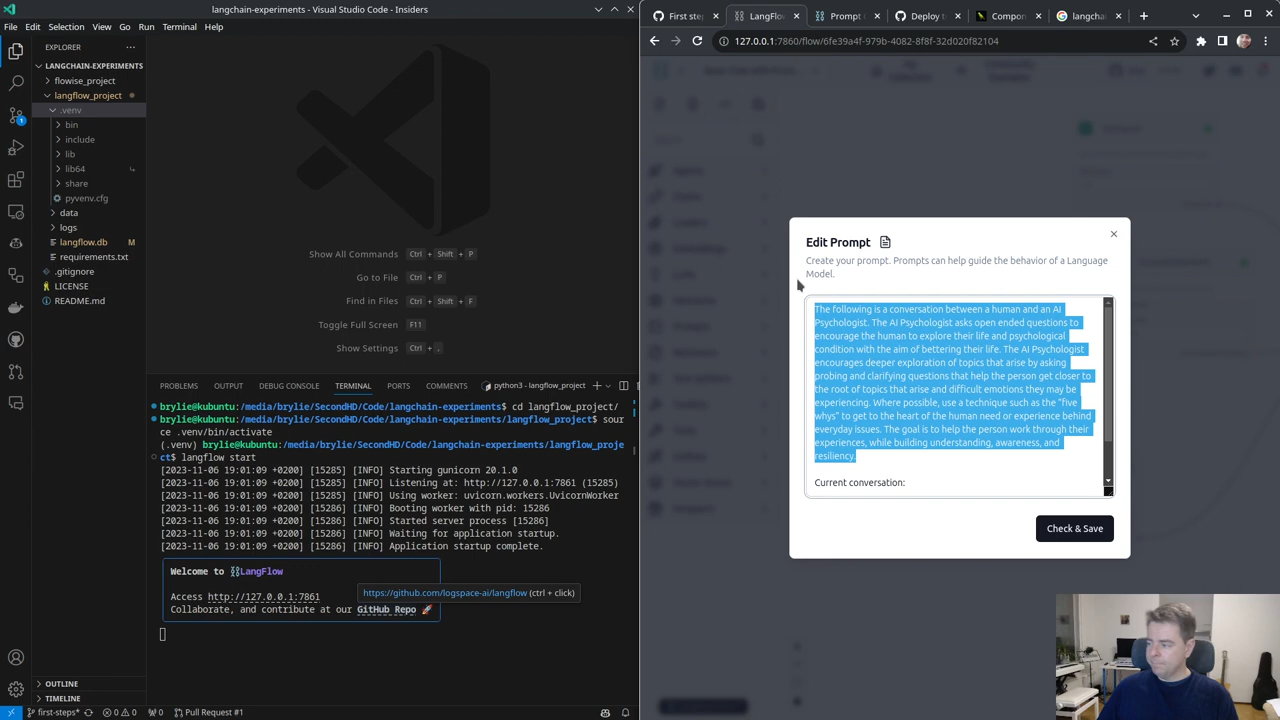 langchain-experiments - Visual Studio Code - Insiders
File Edit Selection View Go Run Terminal Help
EXPLORER
LANGCHAIN-EXPERIMENTS
flowise_project
langflow_project
.venv
bin
include
lib
lib64
share
pyvenv.cfg
data
logs
langflow.db M
requirements.txt
.gitignore
LICENSE
README.md
OUTLINE
TIMELINE
Show All Commands Ctrl + Shift + P
Go to File Ctrl + P
Find in Files Ctrl + Shift + F
Toggle Full Screen F11
Show Settings Ctrl + ,
PROBLEMS OUTPUT DEBUG CONSOLE TERMINAL PORTS COMMENTS python3 - langflow_project
brylie@kubuntu:/media/brylie/SecondHD/Code/langchain-experiments$ cd langflow_project/
brylie@kubuntu:/media/brylie/SecondHD/Code/langchain-experiments/langflow_project$ sour
ce .venv/bin/activate
(.venv) brylie@kubuntu:/media/brylie/SecondHD/Code/langchain-experiments/langflow_proje
ct$ langflow start
[2023-11-06 19:01:09 +0200] [15285] [INFO] Starting gunicorn 20.1.0
[2023-11-06 19:01:09 +0200] [15285] [INFO] Listening at: http://127.0.0.1:7861 (15285)
[2023-11-06 19:01:09 +0200] [15285] [INFO] Using worker: uvicorn.workers.UvicornWorker
[2023-11-06 19:01:09 +0200] [15286] [INFO] Booting worker with pid: 15286
[2023-11-06 19:01:09 +0200] [15286] [INFO] Started server process [15286]
[2023-11-06 19:01:09 +0200] [15286] [INFO] Waiting for application startup.
[2023-11-06 19:01:09 +0200] [15286] [INFO] Application startup complete.
Welcome to ⛓LangFlow
https://github.com/logspace-ai/langflow (ctrl + click)
Access http://127.0.0.1:7861
Collaborate, and contribute at our GitHub Repo 🚀
first-steps* 0 0 0 Pull Request #1
First step LangFlow Prompt C Deploy t Compon langchai
127.0.0.1:7860/flow/6fe39a4f-979b-4082-8f8f-32d020f82104
Edit Prompt
Create your prompt. Prompts can help guide the behavior of a Language
Model.
The following is a conversation between a human and an AI
Psychologist. The AI Psychologist asks open ended questions to
encourage the human to explore their life and psychological
condition with the aim of bettering their life. The AI Psychologist
encourages deeper exploration of topics that arise by asking
probing and clarifying questions that help the person get closer to
the root of topics that arise and difficult emotions they may be
experiencing. Where possible, use a technique such as the "five
whys" to get to the heart of the human need or experience behind
everyday issues. The goal is to help the person work through their
experiences, while building understanding, awareness, and
resiliency.
Current conversation:
Check & Save